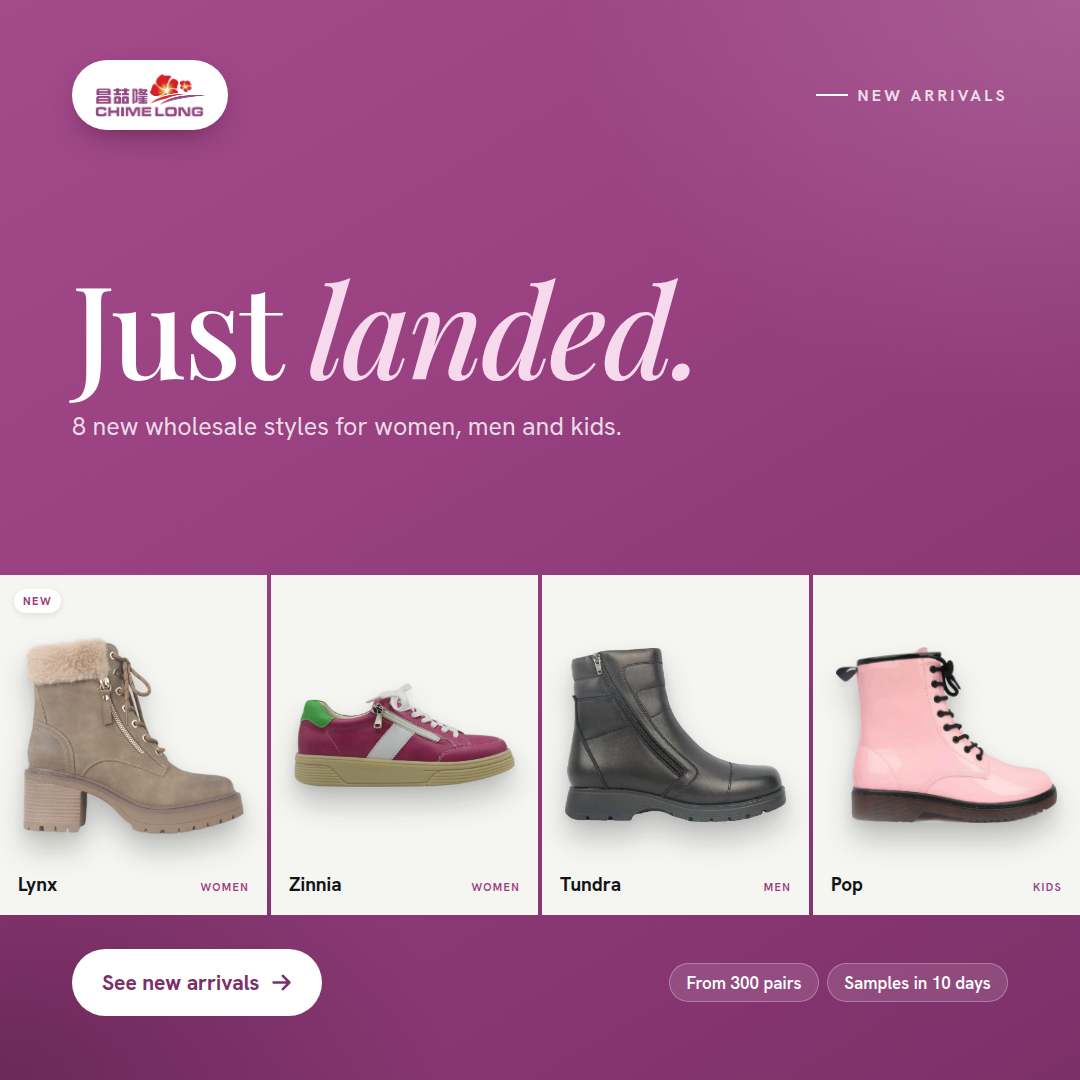 昌喆隆
CHIME LONG
NEW ARRIVALS
Just landed.
8 new wholesale styles for women, men and kids.
NEW
Lynx
WOMEN
Zinnia
WOMEN
Tundra
MEN
Pop
KIDS
See new arrivals →
From 300 pairs
Samples in 10 days